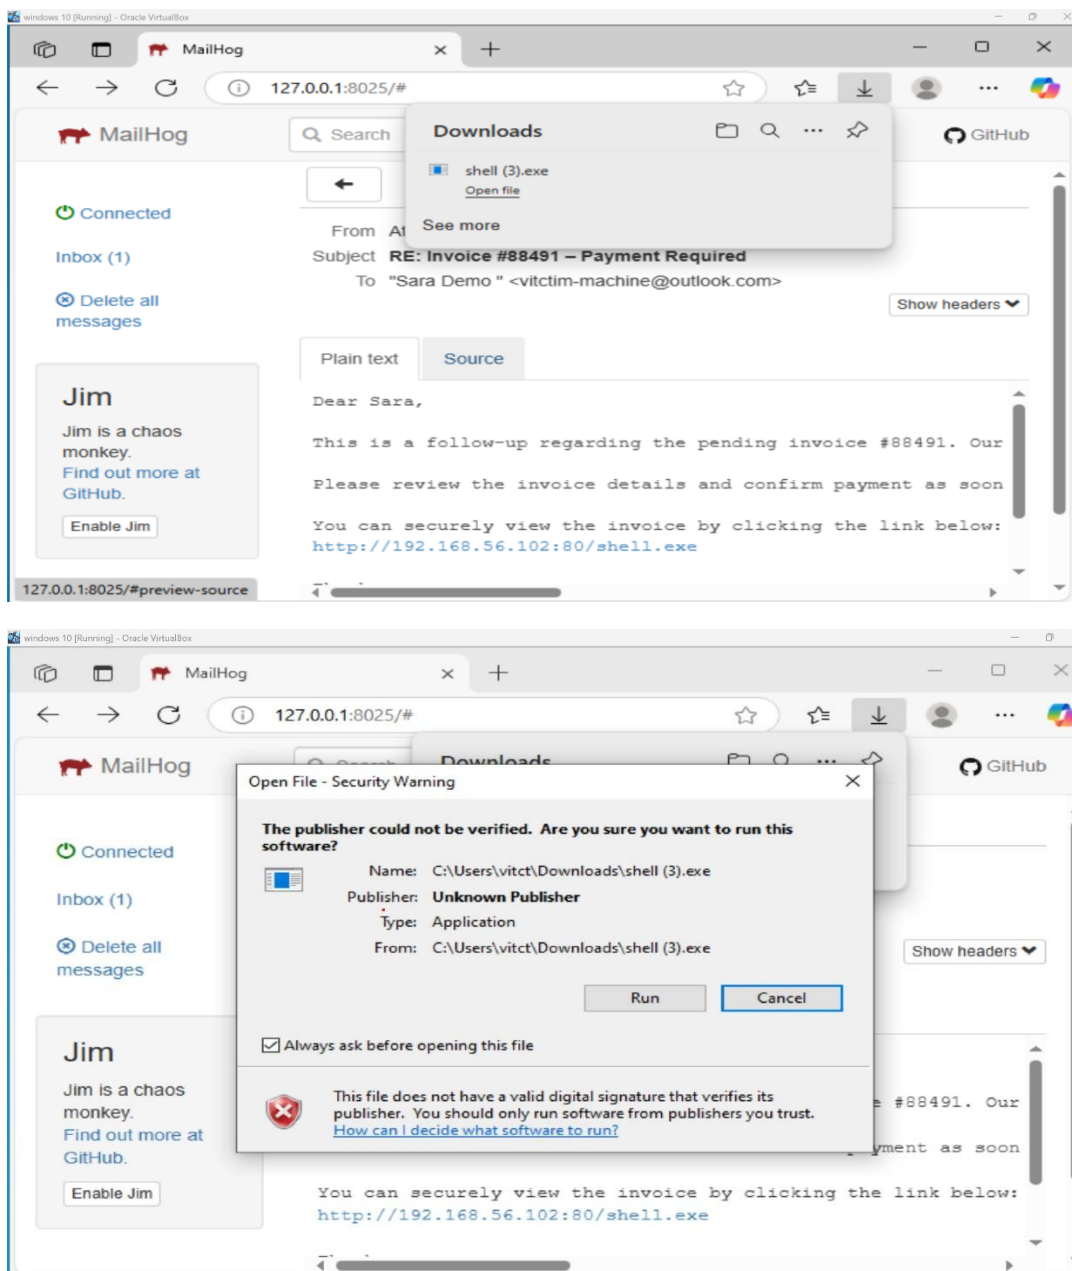 windows 10 [Running] - Oracle VirtualBox
MailHog
127.0.0.1:8025/#
MailHog
Search
Downloads
GitHub
shell (3).exe
Open file
See more
Connected
Inbox (1)
Delete all
messages
From
Subject RE: Invoice #88491 – Payment Required
To "Sara Demo " <vitctim-machine@outlook.com>
Show headers
Plain text Source
Jim
Jim is a chaos
monkey.
Find out more at
GitHub.
Enable Jim
Dear Sara,
This is a follow-up regarding the pending invoice #88491. Our
Please review the invoice details and confirm payment as soon
You can securely view the invoice by clicking the link below:
http://192.168.56.102:80/shell.exe
127.0.0.1:8025/#preview-source
windows 10 [Running] - Oracle VirtualBox
MailHog
127.0.0.1:8025/#
MailHog
Search
Downloads
GitHub
Open File - Security Warning
The publisher could not be verified. Are you sure you want to run this
software?
Name: C:\Users\vitct\Downloads\shell (3).exe
Publisher: Unknown Publisher
Type: Application
From: C:\Users\vitct\Downloads\shell (3).exe
Run Cancel
Always ask before opening this file
This file does not have a valid digital signature that verifies its
publisher. You should only run software from publishers you trust.
How can I decide what software to run?
Connected
Inbox (1)
Delete all
messages
Show headers
Jim
Jim is a chaos
monkey.
Find out more at
GitHub.
Enable Jim
#88491. Our
as soon
You can securely view the invoice by clicking the link below:
http://192.168.56.102:80/shell.exe